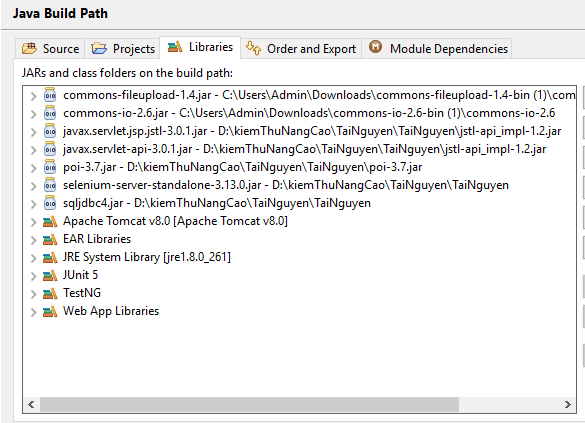 Java Build Path
Source Projects Libraries Order and Export Module Dependencies
JARs and class folders on the build path:
commons-fileupload-1.4.jar - C:\Users\Admin\Downloads\commons-fileupload-1.4-bin (1)\com
commons-io-2.6.jar - C:\Users\Admin\Downloads\commons-io-2.6-bin (1)\commons-io-2.6
javax.servlet.jsp.jstl-3.0.1.jar - D:\kiemThuNangCao\TaiNguyen\TaiNguyen\jstl-api_impl-1.2.jar
javax.servlet-api-3.0.1.jar - D:\kiemThuNangCao\TaiNguyen\TaiNguyen\jstl-api_impl-1.2.jar
poi-3.7.jar - D:\kiemThuNangCao\TaiNguyen\TaiNguyen\poi-3.7.jar
selenium-server-standalone-3.13.0.jar - D:\kiemThuNangCao\TaiNguyen\TaiNguyen
sqljdbc4.jar - D:\kiemThuNangCao\TaiNguyen\TaiNguyen
Apache Tomcat v8.0 [Apache Tomcat v8.0]
EAR Libraries
JRE System Library [jre1.8.0_261]
JUnit 5
TestNG
Web App Libraries